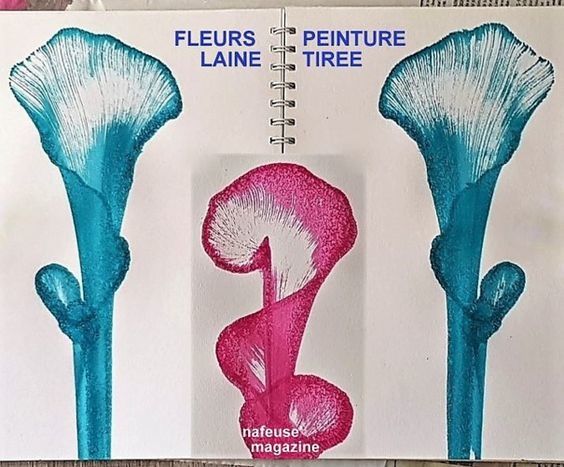 FLEURS PEINTURE
LAINE TIREE
nafeuse
magazine